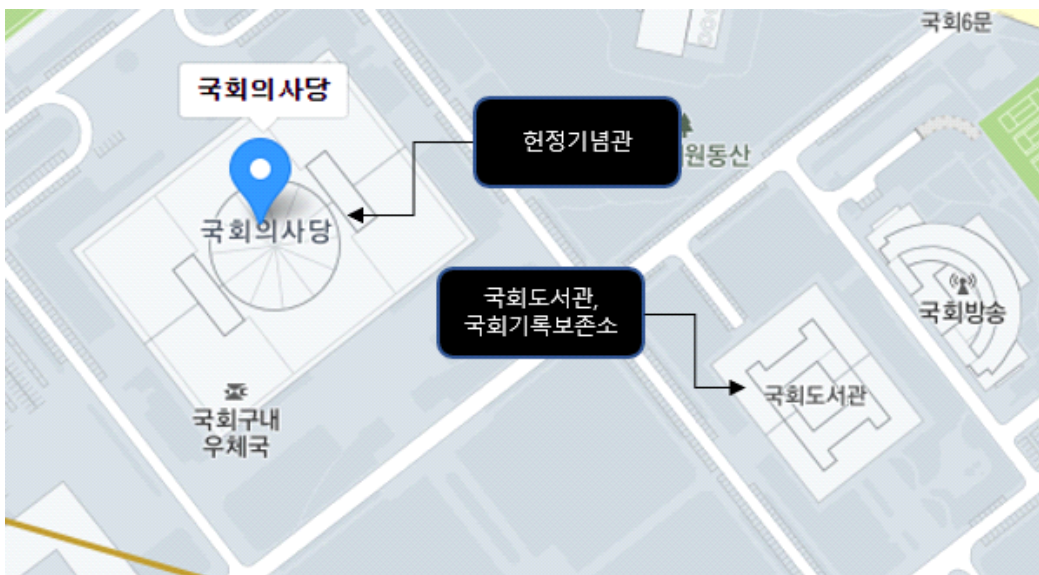 국회6문
국회의사당
헌정기념관
원동산
국회의사당
국회도서관,
국회기록보존소
국회방송
국회도서관
국회구내
우체국